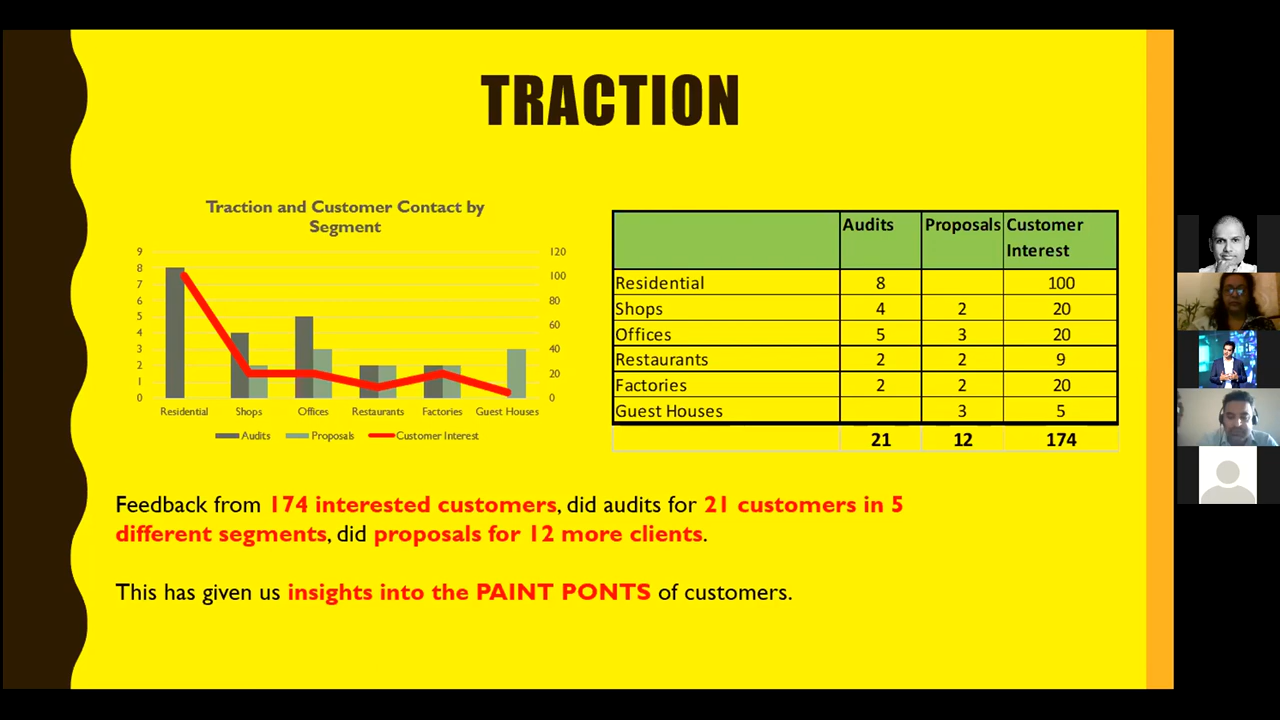 TRACTION
Traction and Customer Contact by
Segment
9
8
7
6
5
4
3
2
1
0
120
100
80
60
40
20
0
Residential Shops Offices Restaurants Factories Guest Houses
Audits Proposals Customer Interest
Audits Proposals Customer
Interest
Residential 8 100
Shops 4 2 20
Offices 5 3 20
Restaurants 2 2 9
Factories 2 2 20
Guest Houses 3 5
21 12 174
Feedback from 174 interested customers, did audits for 21 customers in 5
different segments, did proposals for 12 more clients.
This has given us insights into the PAINT PONTS of customers.